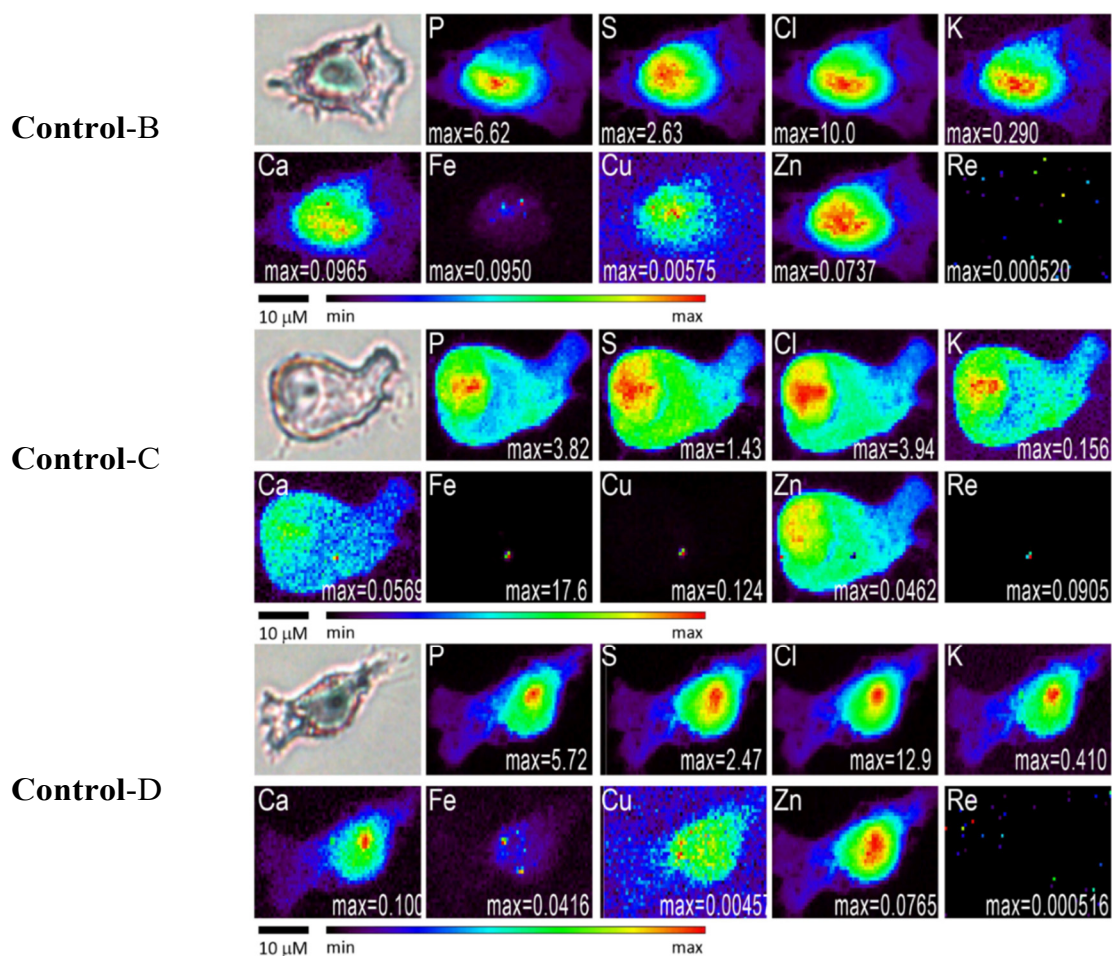 P S Cl K
Control-B
max=6.62 max=2.63 max=10.0 max=0.290
Ca Fe Cu Zn Re
max=0.0965 max=0.0950 max=0.00575 max=0.0737 max=0.000520
10 µM min max
P S Cl K
Control-C
max=3.82 max=1.43 max=3.94 max=0.156
Ca Fe Cu Zn Re
max=0.0569 max=17.6 max=0.124 max=0.0462 max=0.0905
10 µM min max
P S Cl K
max=5.72 max=2.47 max=12.9 max=0.410
Control-D
Ca Fe Cu Zn Re
max=0.100 max=0.0416 max=0.00457 max=0.0765 max=0.000516
10 µM min max